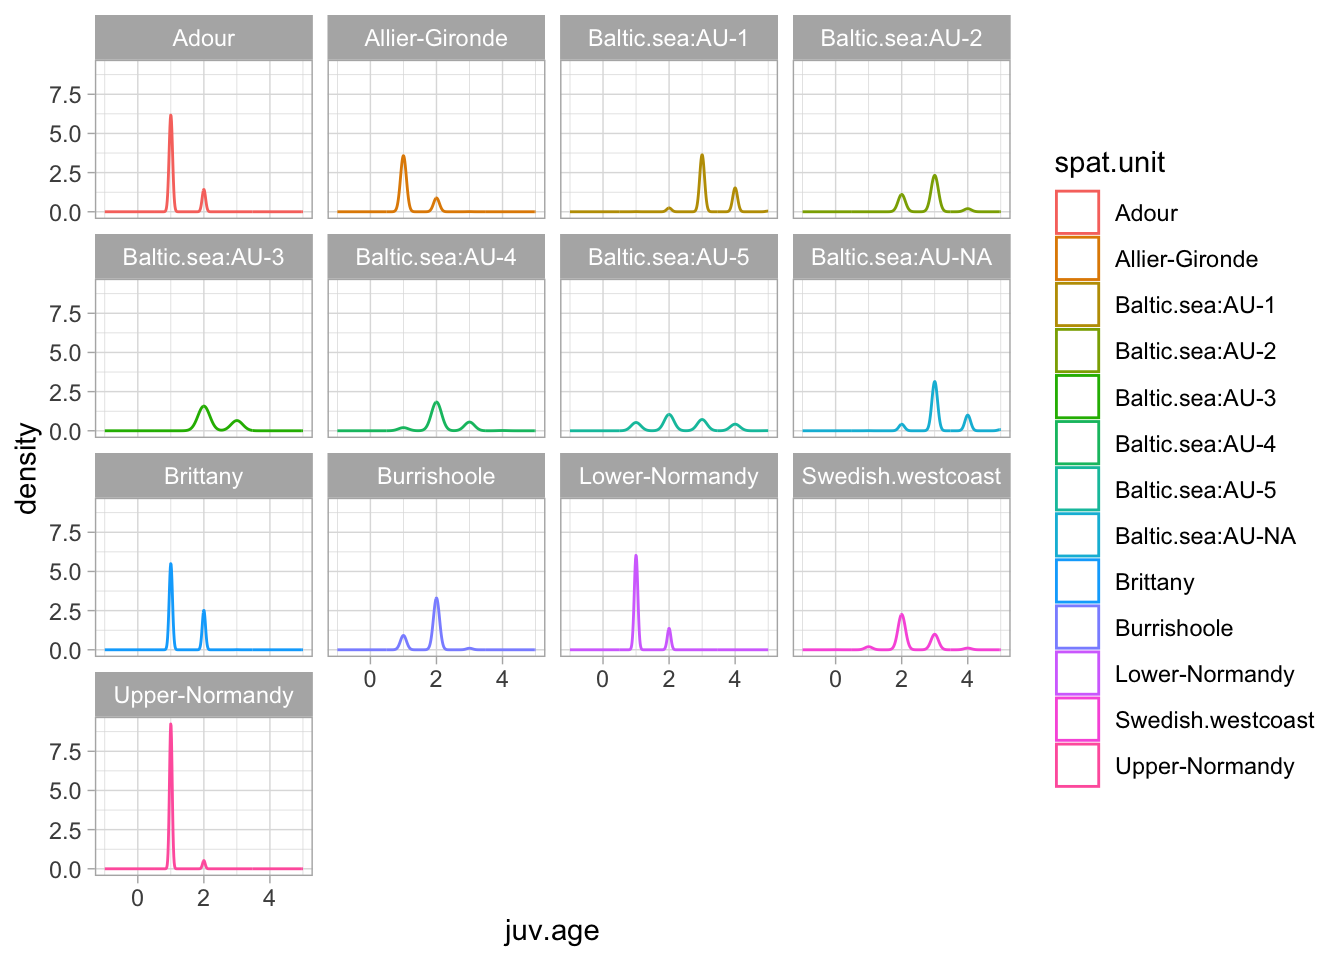 Adour
Allier-Gironde
Baltic.sea:AU-1
Baltic.sea:AU-2
7.5
5.0
2.5
0.0
Baltic.sea:AU-3
Baltic.sea:AU-4
Baltic.sea:AU-5
Baltic.sea:AU-NA
7.5
5.0
2.5
0.0
density
Brittany
Burrishoole
Lower-Normandy
Swedish.westcoast
7.5
5.0
2.5
0.0
0 2 4
0 2 4
0 2 4
Upper-Normandy
7.5
5.0
2.5
0.0
0 2 4
juv.age
spat.unit
Adour
Allier-Gironde
Baltic.sea:AU-1
Baltic.sea:AU-2
Baltic.sea:AU-3
Baltic.sea:AU-4
Baltic.sea:AU-5
Baltic.sea:AU-NA
Brittany
Burrishoole
Lower-Normandy
Swedish.westcoast
Upper-Normandy